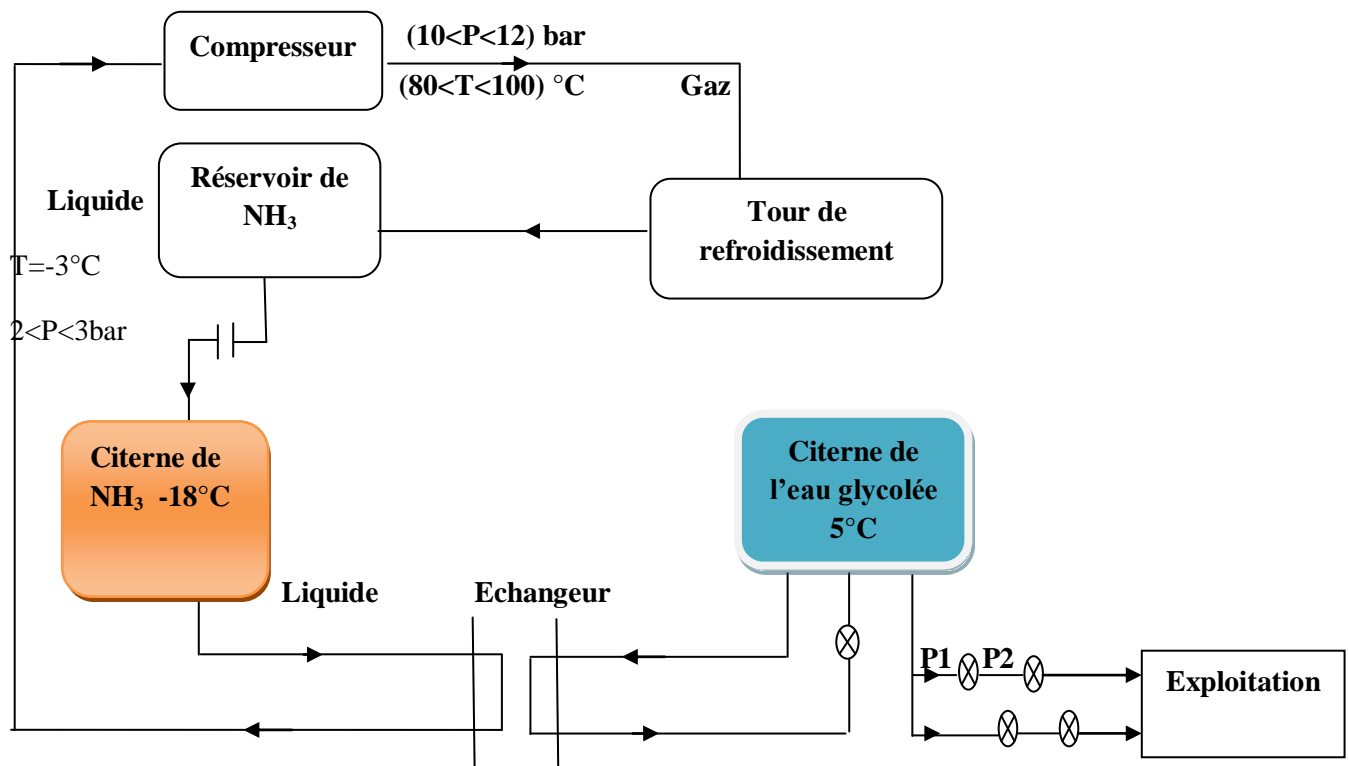 Compresseur
(10<P<12) bar
(80<T<100) °C
Gaz
Réservoir de
NH₃
Liquide
T=-3°C
2<P<3bar
Tour de
refroidissement
Citerne de
NH₃ -18°C
Citerne de
l’eau glycolée
5°C
Liquide
Echangeur
P1
P2
Exploitation